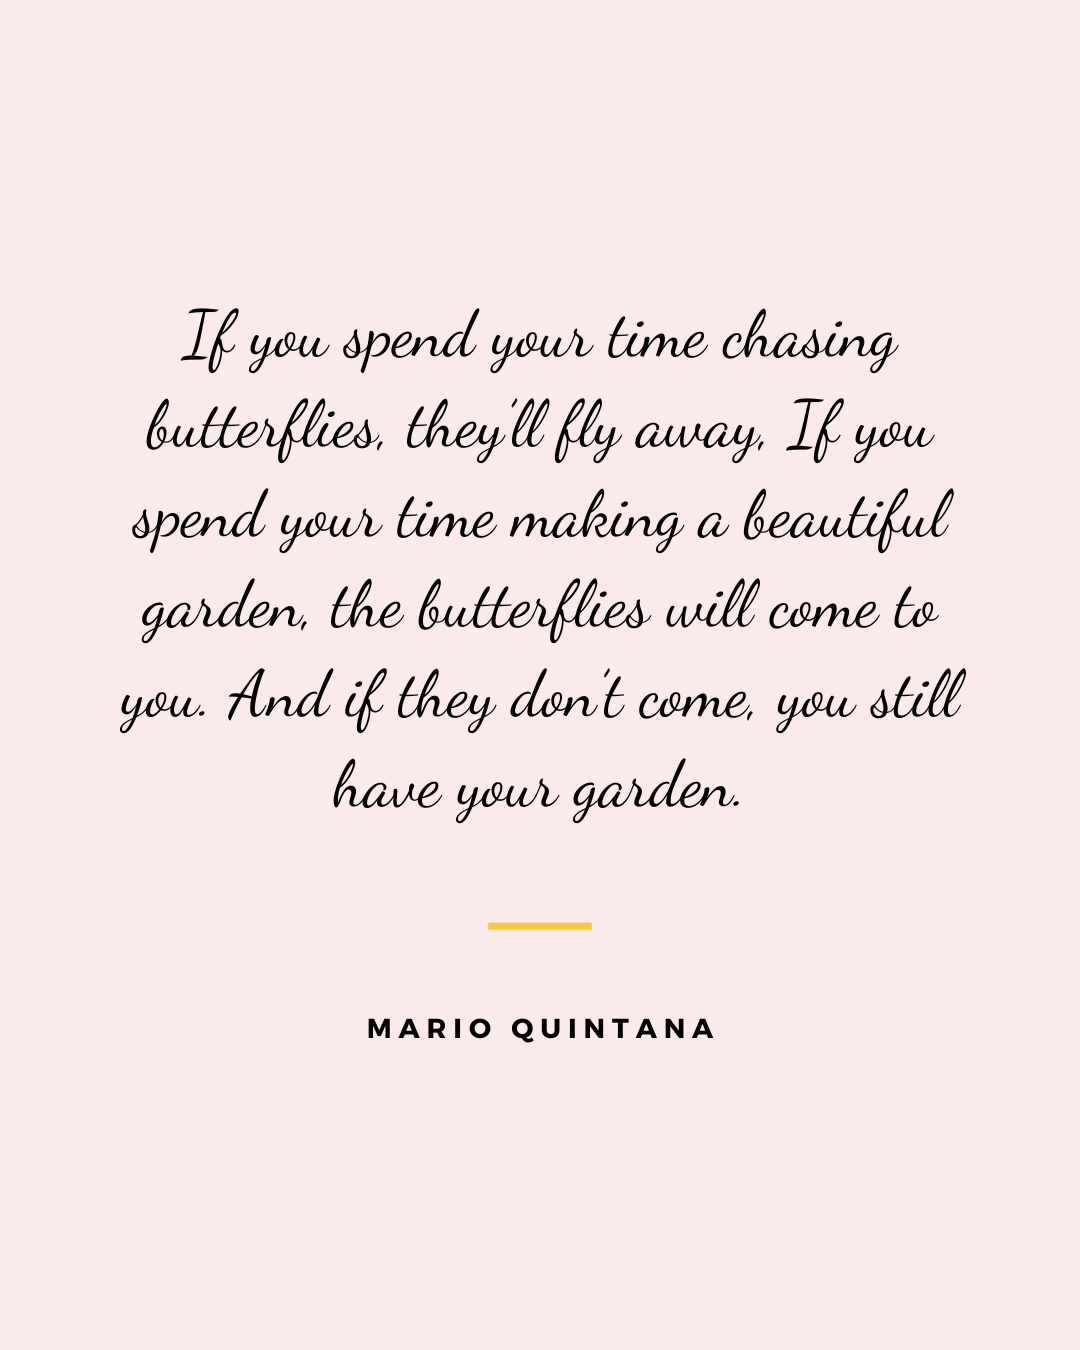 If you spend your time chasing
butterflies, they'll fly away, If you
spend your time making a beautiful
garden, the butterflies will come to
you. And if they don't come, you still
have your garden.
MARIO QUINTANA